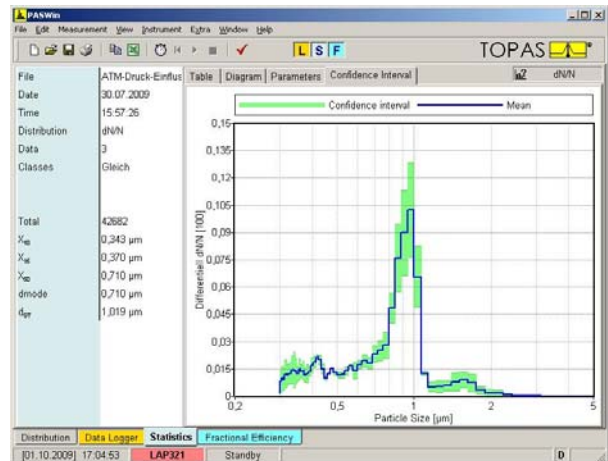 PASWin
File Edit Measurement View Instrument Extra Window Help
L S F
TOPAS
File ATM-Druck-Einflus
Date 30.07.2009
Time 15:57:26
Distribution dN/N
Data 3
Classes Gleich
Total 42682
0,343 µm
0,370 µm
0,710 µm
dmode 0,710 µm
1,019 µm
Table Diagram Parameters Confidence Interval dN/N
Confidence interval Mean
Differentiell dN/N [100]
0,15
0,135
0,12
0,105
0,09
0,075
0,06
0,045
0,03
0,015
0
0,2 0,5 1 2 5
Particle Size [µm]
Distribution Data Logger Statistics Fractional Efficiency
[01.10.2009] 17:04:53 LAP321 Standby D